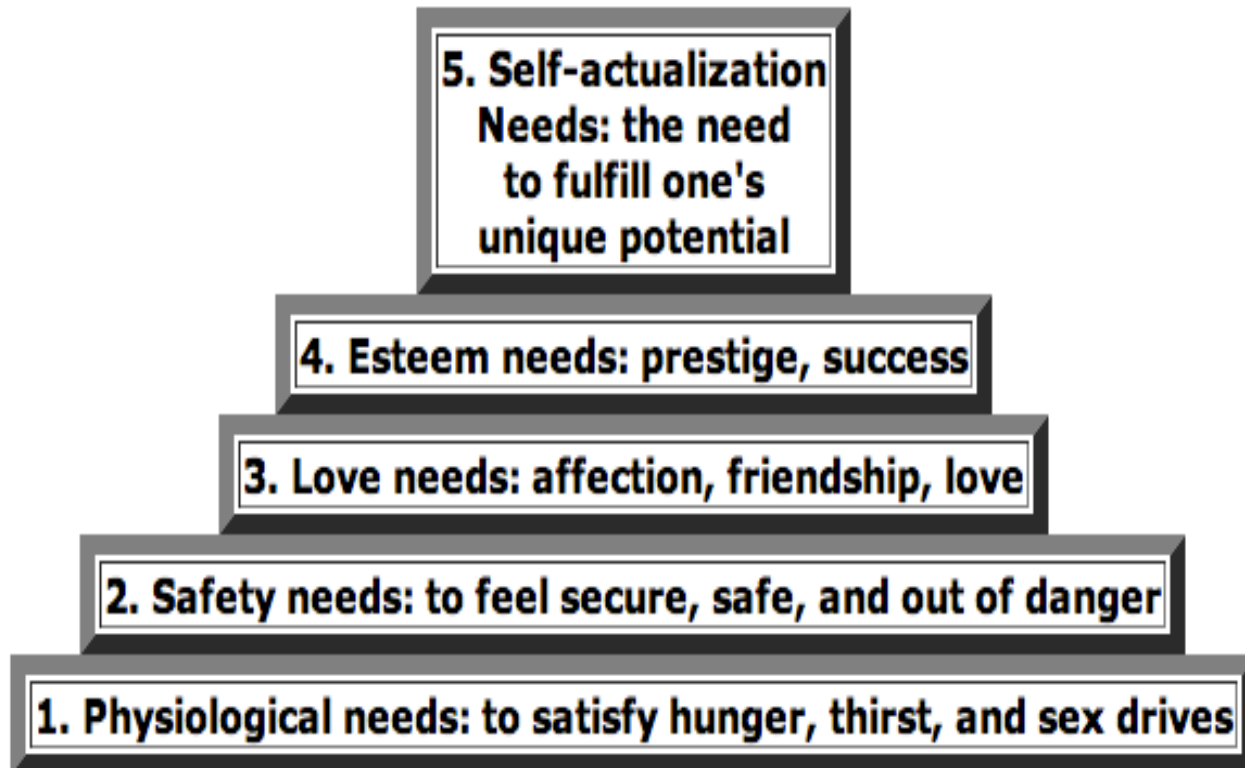 5. Self-actualization
Needs: the need
to fulfill one's
unique potential
4. Esteem needs: prestige, success
3. Love needs: affection, friendship, love
2. Safety needs: to feel secure, safe, and out of danger
1. Physiological needs: to satisfy hunger, thirst, and sex drives